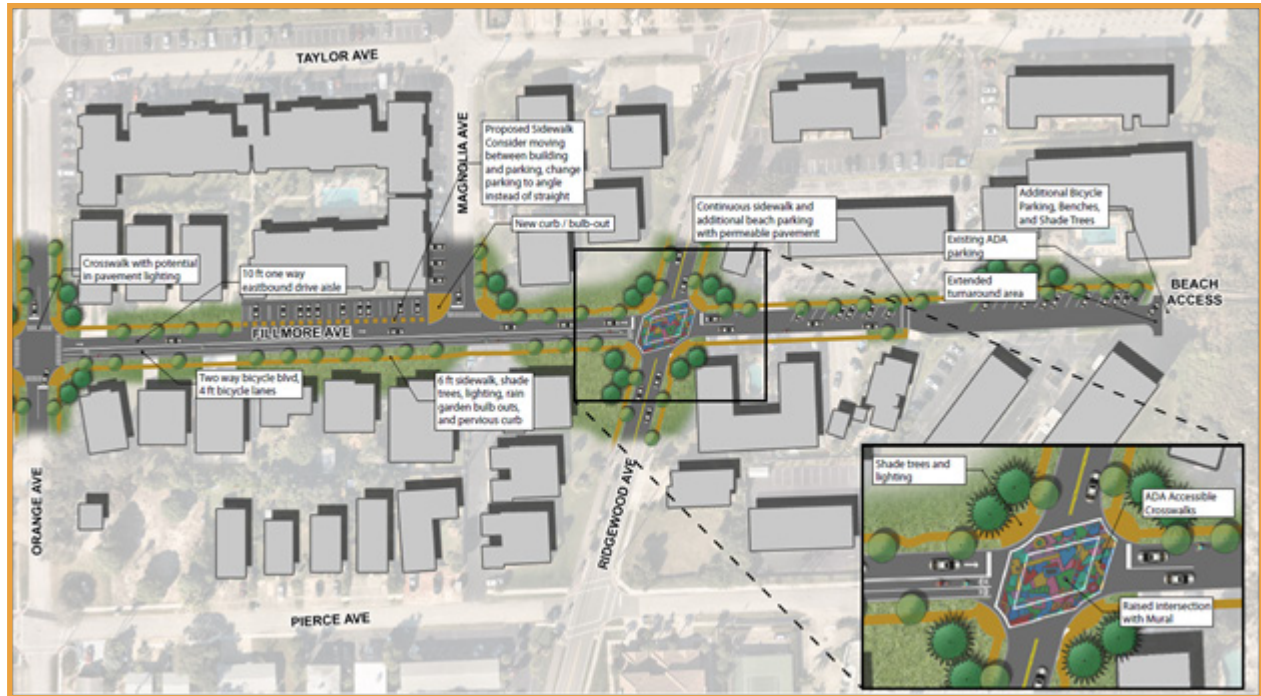 TAYLOR AVE
MAGNOLIA AVE
Proposed Sidewalk
Consider moving
between building
and parking, change
parking to angle
instead of straight
New curb / bulb-out
Continuous sidewalk and
additional beach parking
with permeable pavement
Additional Bicycle
Parking, Benches,
and Shade Trees
Existing ADA
parking
Extended
turnaround area
BEACH
ACCESS
Crosswalk with potential
in pavement lighting
10 ft one way
eastbound drive aisle
FILLMORE AVE
Two way bicycle blvd,
4 ft bicycle lanes
6 ft sidewalk, shade
trees, lighting, rain
garden bulb outs,
and pervious curb
ORANGE AVE
RIDGEWOOD AVE
PIERCE AVE
Shade trees and
lighting
ADA Accessible
Crosswalks
Raised intersection
with Mural